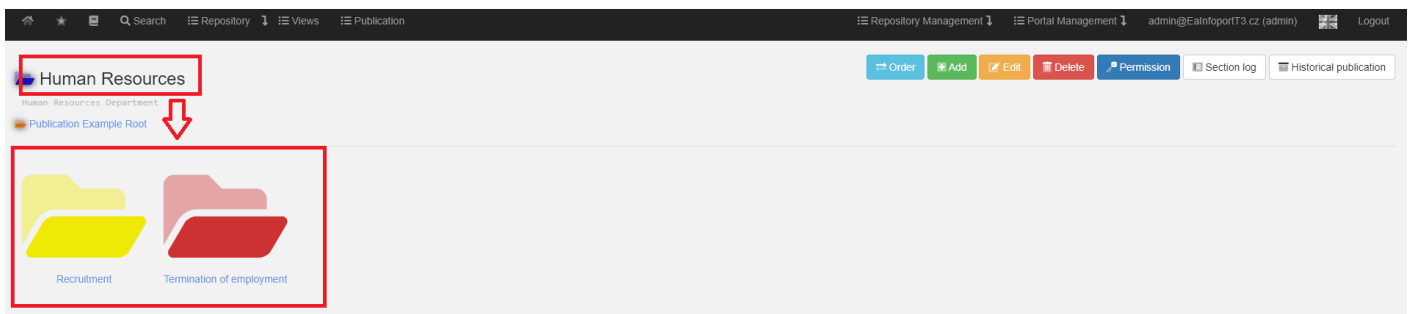 Search Repository Views Publication Repository Management Portal Management admin@EaInfoportT3.cz (admin) Logout
Human Resources
Order Add Edit Delete Permission Section log Historical publication
Human Resources Department
Publication Example Root
Recruitment Termination of employment